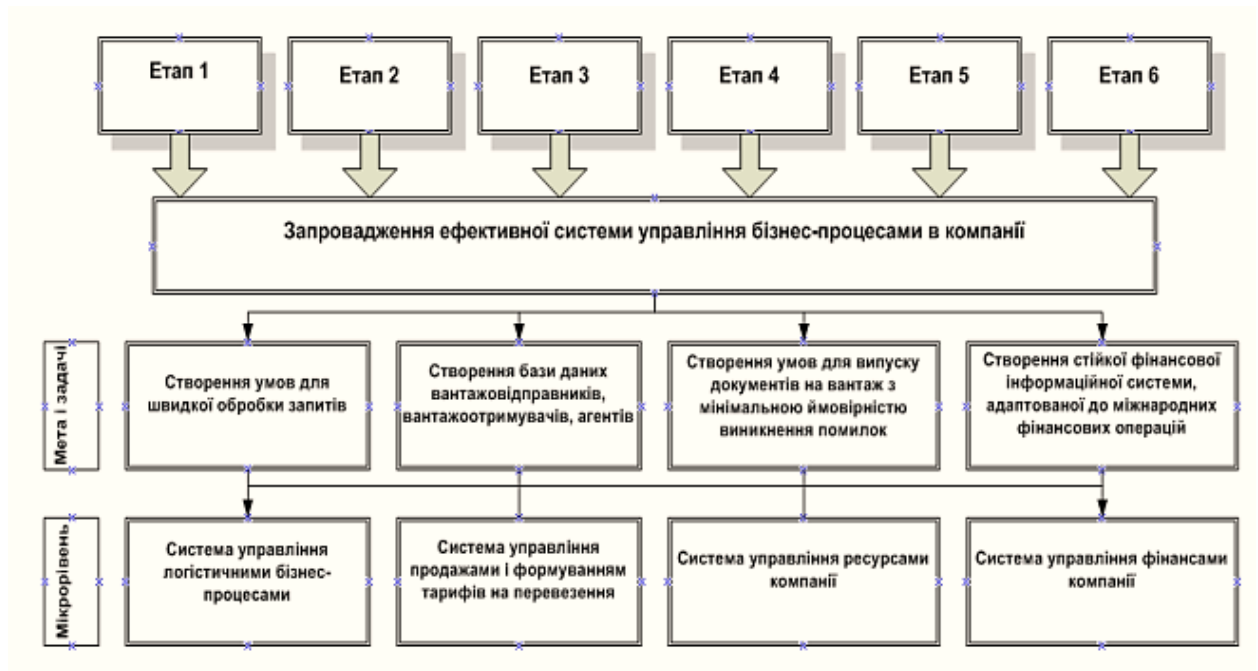 Етап 1
Етап 2
Етап 3
Етап 4
Етап 5
Етап 6
Запровадження ефективної системи управління бізнес-процесами в компанії
Мета і задачі
Створення умов для
швидкої обробки запитів
Створення бази даних
вантажовідправників,
вантажоотримувачів, агентів
Створення умов для випуску
документів на вантаж з
мінімальною ймовірністю
виникнення помилок
Створення стійкої фінансової
інформаційної системи,
адаптованої до міжнародних
фінансових операцій
Мікрорівень
Система управління
логістичними бізнес-
процесами
Система управління
продажами і формуванням
тарифів на перевезення
Система управління ресурсами
компанії
Система управління фінансами
компанії